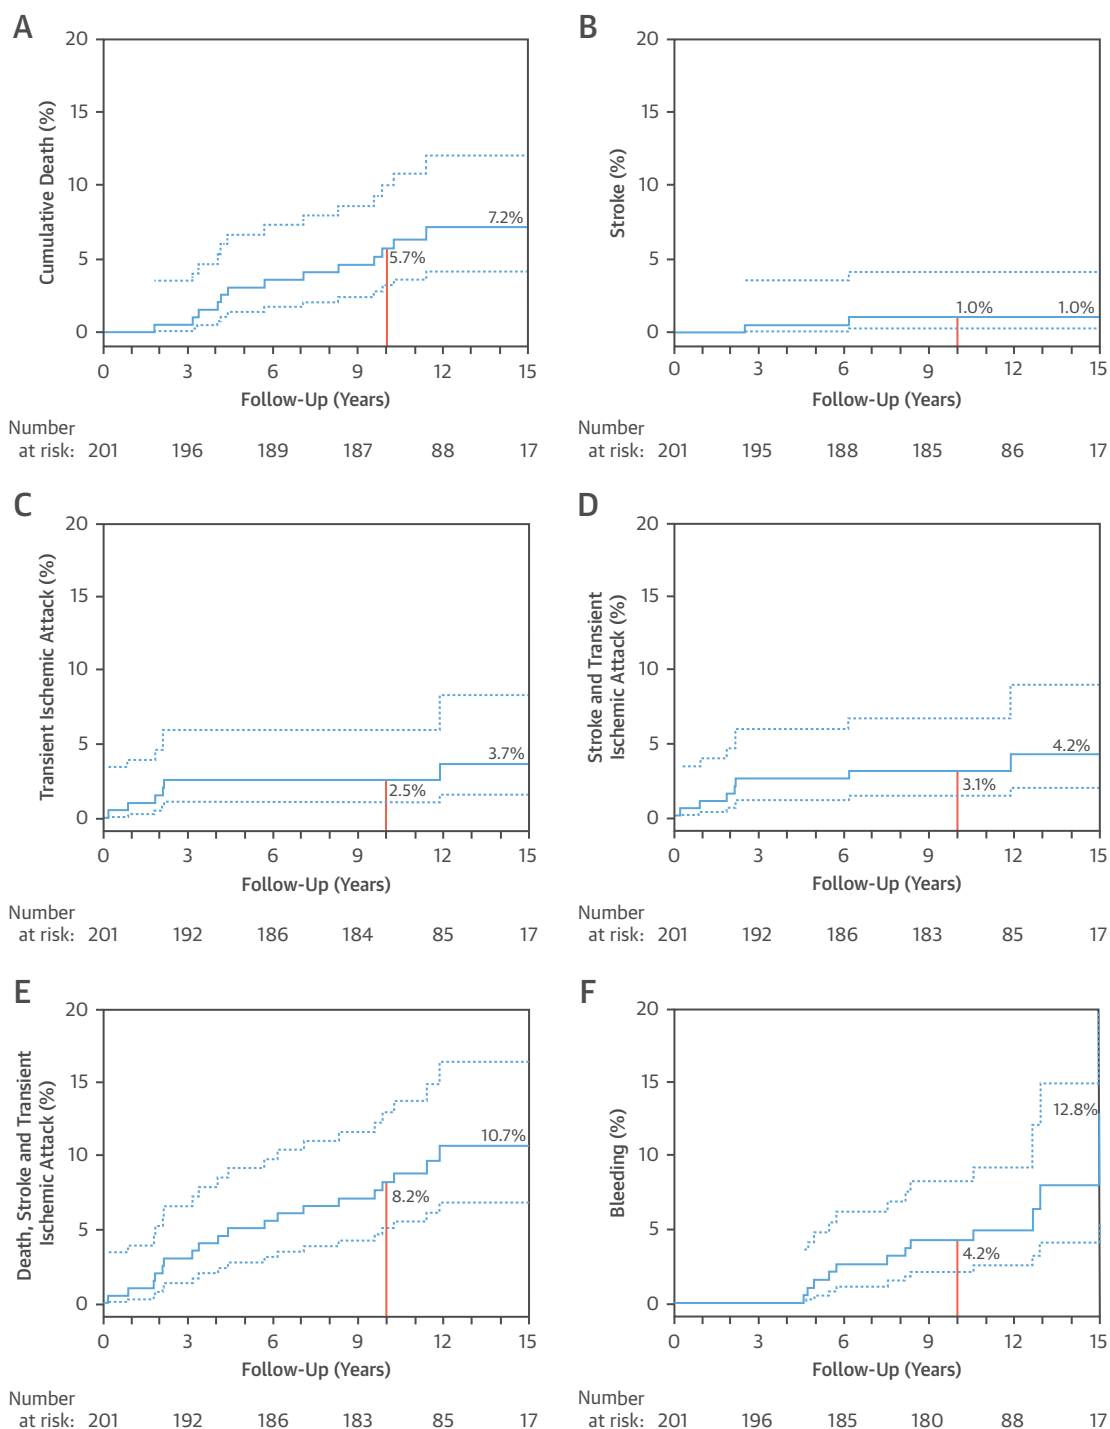 A
20
15
10
5
0
Cumulative Death (%)
7.2%
5.7%
0 3 6 9 12 15
Follow-Up (Years)
Number
at risk: 201 196 189 187 88 17
B
20
15
10
5
0
Stroke (%)
1.0% 1.0%
0 3 6 9 12 15
Follow-Up (Years)
Number
at risk: 201 195 188 185 86 17
C
20
15
10
5
0
Transient Ischemic Attack (%)
3.7%
2.5%
0 3 6 9 12 15
Follow-Up (Years)
Number
at risk: 201 192 186 184 85 17
D
20
15
10
5
0
Stroke and Transient
Ischemic Attack (%)
4.2%
3.1%
0 3 6 9 12 15
Follow-Up (Years)
Number
at risk: 201 192 186 183 85 17
E
20
15
10
5
0
Death, Stroke and Transient
Ischemic Attack (%)
10.7%
8.2%
0 3 6 9 12 15
Follow-Up (Years)
Number
at risk: 201 192 186 183 85 17
F
20
15
10
5
0
Bleeding (%)
12.8%
4.2%
0 3 6 9 12 15
Follow-Up (Years)
Number
at risk: 201 196 185 180 88 17